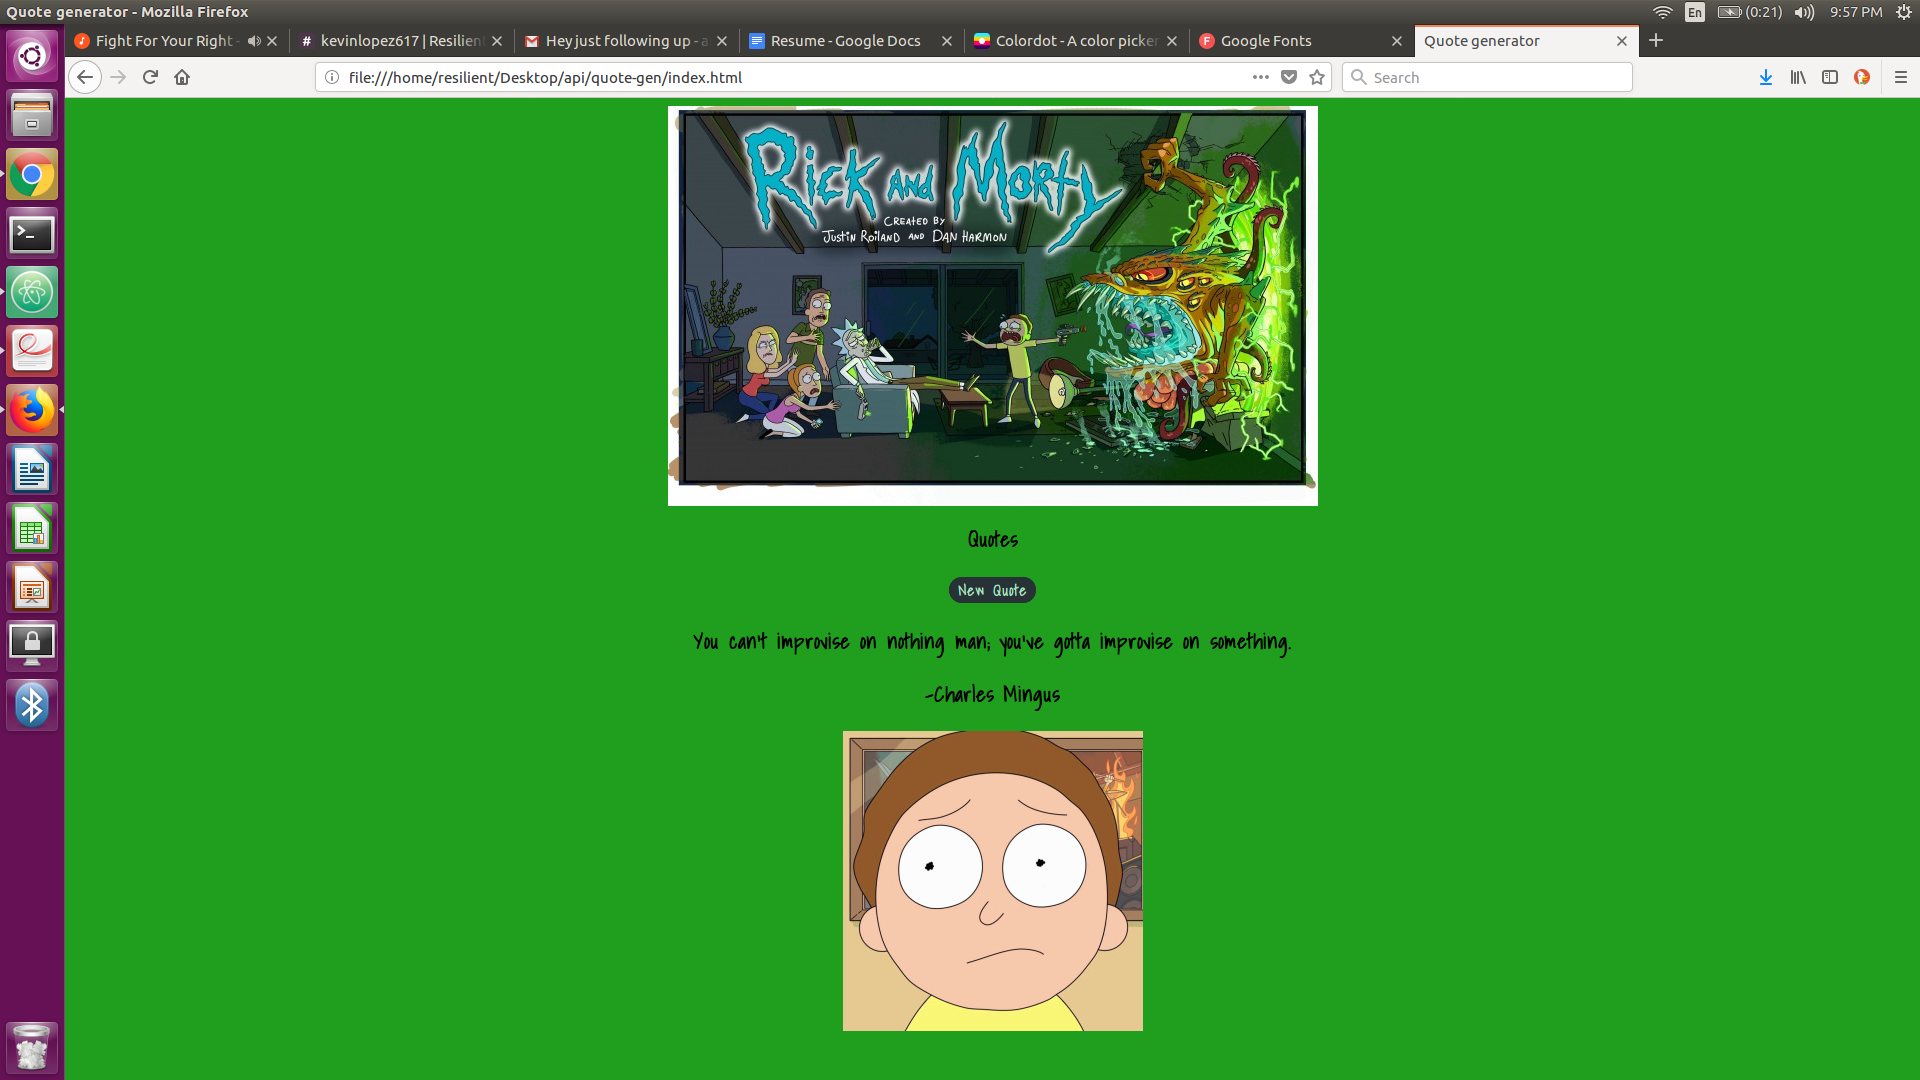 Quote generator - Mozilla Firefox
En
(0:21)
9:57 PM
Fight For Your Right -
# kevinlopez617 | Resilien
Hey just following up - a
Resume - Google Docs
Colordot - A color picker
F
Google Fonts
Quote generator
file:///home/resilient/Desktop/api/quote-gen/index.html
Search
Rick and Morty
Created by
Justin Roiland and Dan Harmon
Quotes
New Quote
You can't improvise on nothing man; you've gotta improvise on something.
-Charles Mingus